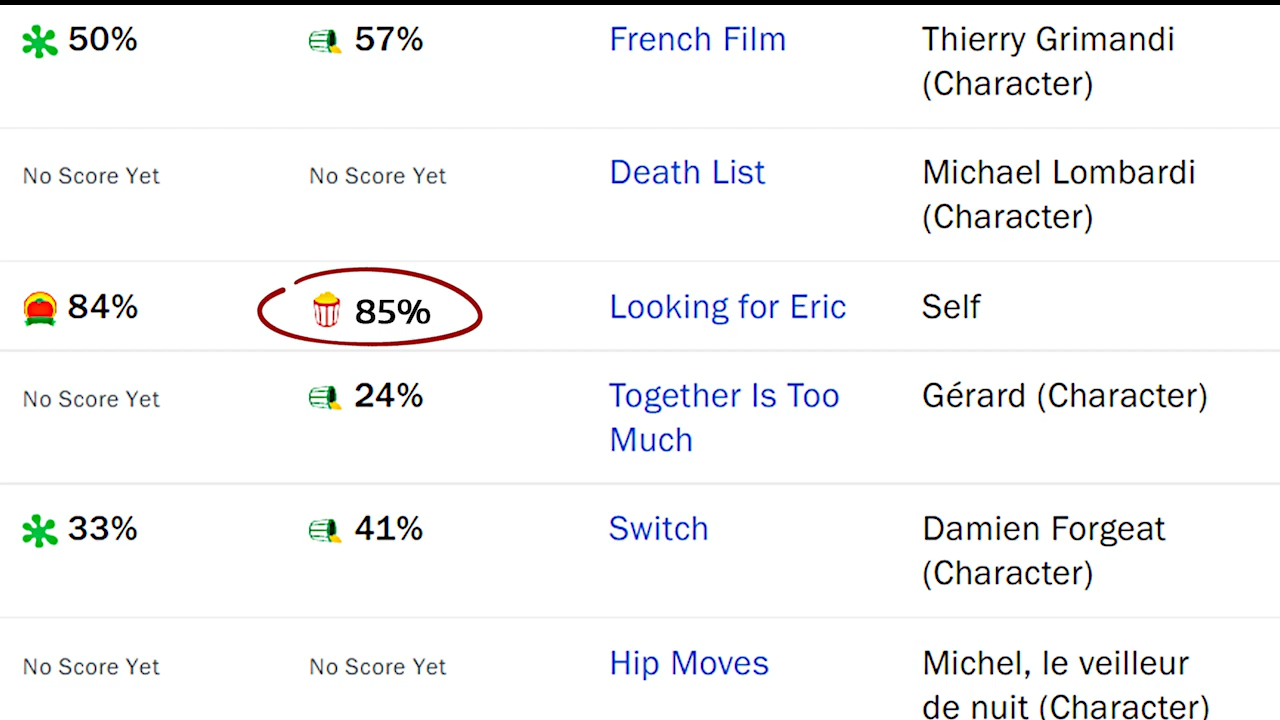 50% 57% French Film Thierry Grimandi
(Character)
No Score Yet No Score Yet Death List Michael Lombardi
(Character)
84% 85% Looking for Eric Self
No Score Yet 24% Together Is Too Gérard (Character)
Much
33% 41% Switch Damien Forgeat
(Character)
No Score Yet No Score Yet Hip Moves Michel, le veilleur
de nuit (Character)